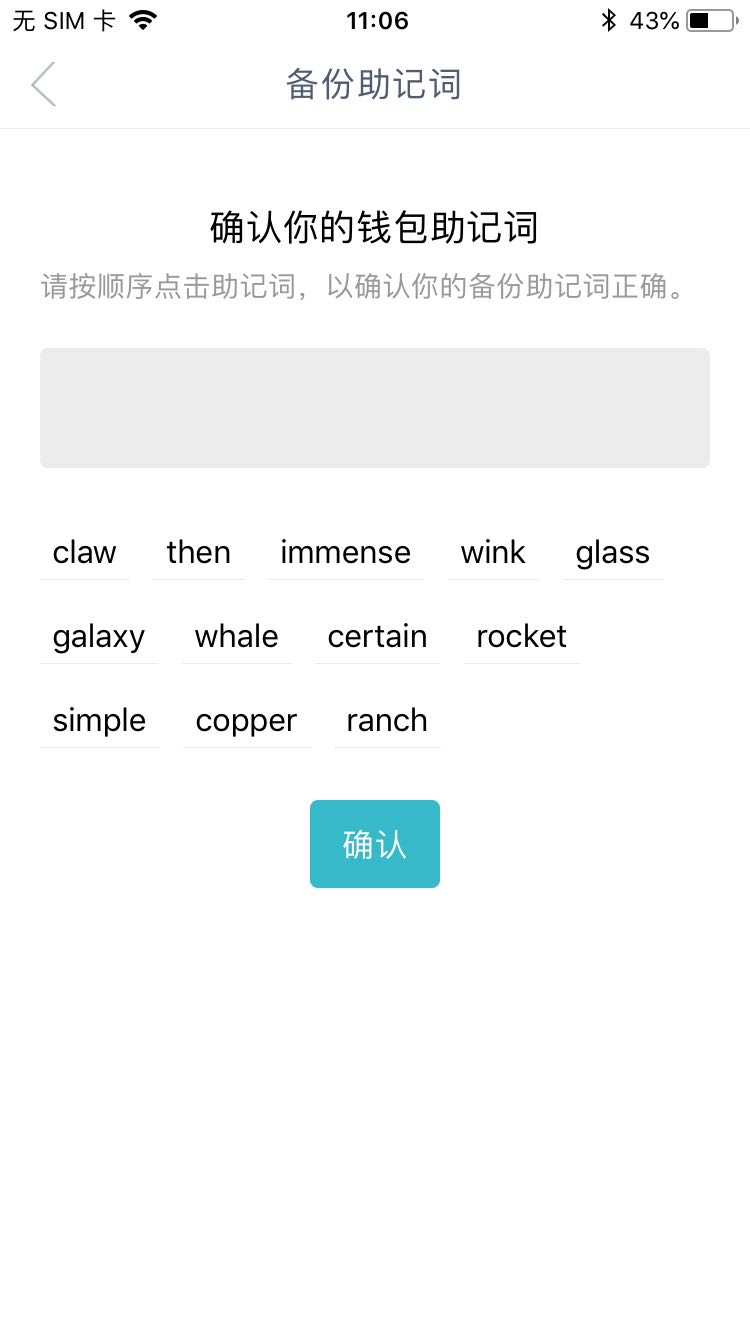 无 SIM 卡 11:06 43%
备份助记词
确认你的钱包助记词
请按顺序点击助记词，以确认你的备份助记词正确。
claw then immense wink glass
galaxy whale certain rocket
simple copper ranch
确认